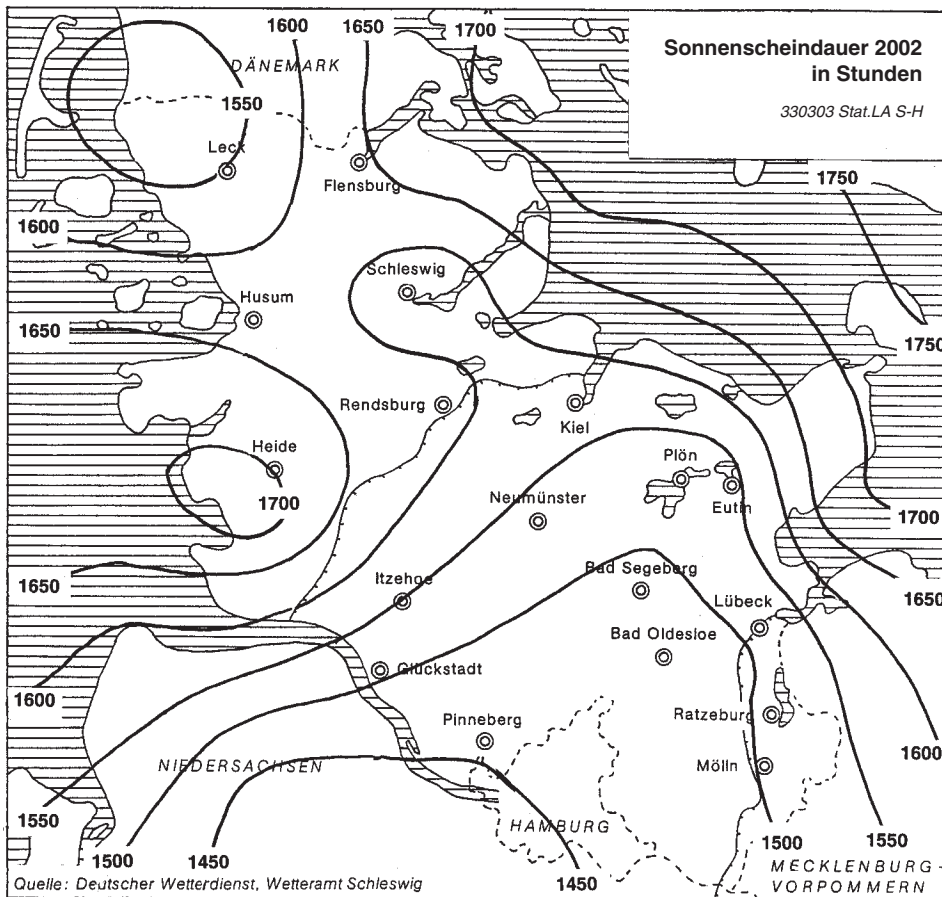 1600
1650
1700
Sonnenscheindauer 2002
in Stunden
330303 Stat.LA S-H
DÄNEMARK
1550
Leck
Flensburg
1750
1600
Schleswig
Husum
1650
1750
Rendsburg
Kiel
Heide
Plön
1700
Neumünster
Eutin
1700
Itzehoe
Bad Segeberg
1650
1650
Lübeck
Bad Oldesloe
Glückstadt
1600
Pinneberg
Ratzeburg
1600
NIEDERSACHSEN
Mölln
1550
HAMBURG
1500
1450
1500
1550
1450
MECKLENBURG-
VORPOMMERN
Quelle: Deutscher Wetterdienst, Wetteramt Schleswig